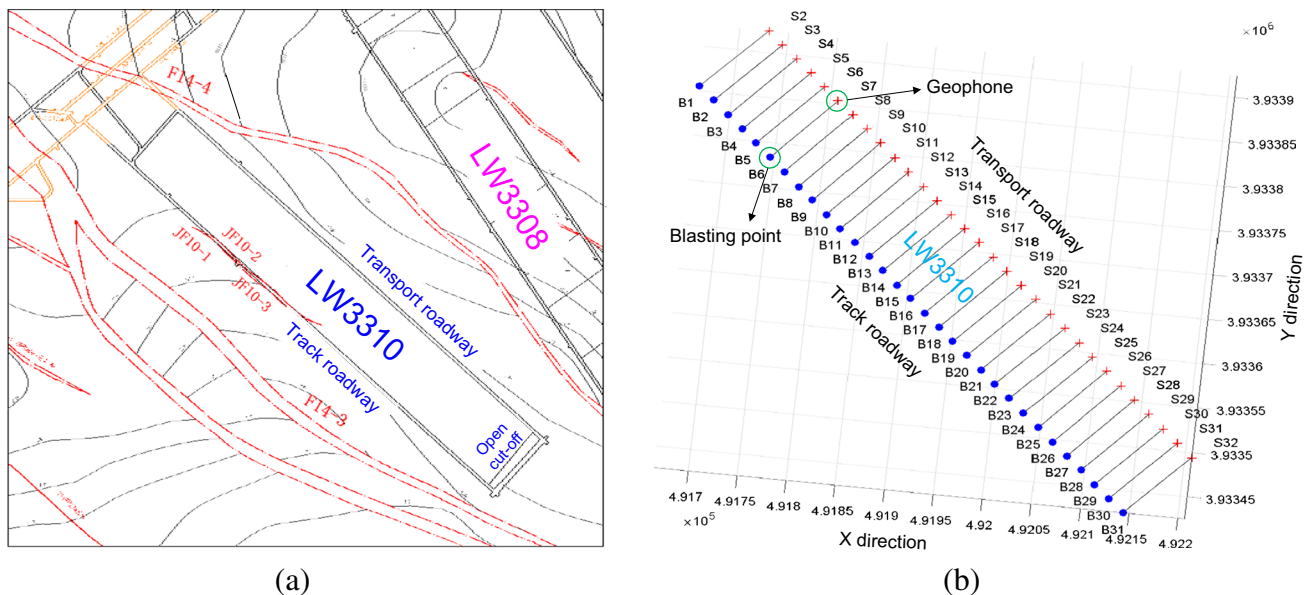 F14-4
LW3308
JF10-2
JF10-1
JF10-3
LW3310
Transport roadway
Track roadway
F14-3
Open
cut-off
(a)
S2
S3
S4
S5
S6
S7
S8
S9
S10
S11
S12
S13
S14
S15
S16
S17
S18
S19
S20
S21
S22
S23
S24
S25
S26
S27
S28
S29
S30
S31
S32
Geophone
Transport roadway
B1
B2
B3
B4
B5
B6
B7
B8
B9
B10
B11
B12
B13
B14
B15
B16
B17
B18
B19
B20
B21
B22
B23
B24
B25
B26
B27
B28
B29
B30
B31
Blasting point
LW3310
Track roadway
×10⁶
3.9339
3.93385
3.9338
3.93375
3.9337
3.93365
3.9336
3.93355
3.9335
3.93345
Y direction
4.917
4.9175
4.918
4.9185
4.919
4.9195
4.92
4.9205
4.921
4.9215
4.922
×10⁵
X direction
(b)